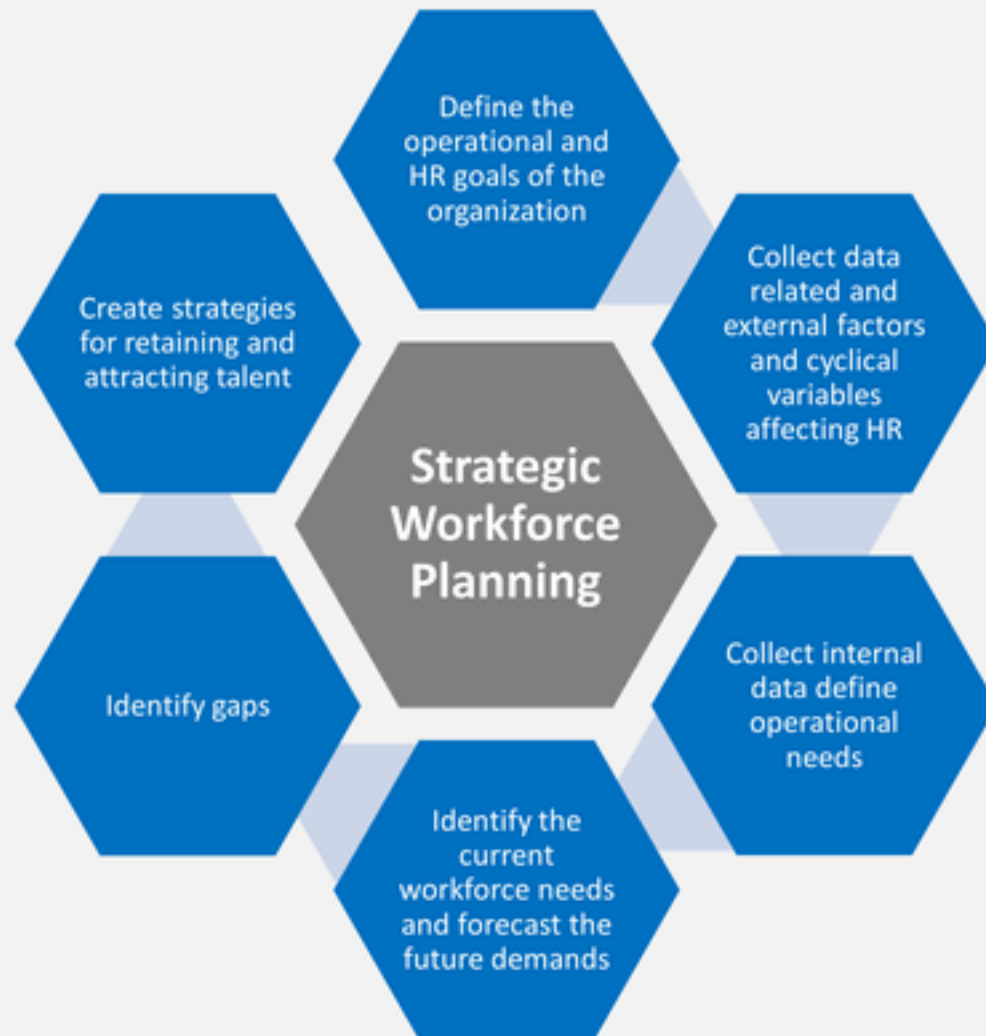 Define the
operational and
HR goals of the
organization
Collect data
related and
external factors
and cyclical
variables
affecting HR
Collect internal
data define
operational
needs
Identify the
current
workforce needs
and forecast the
future demands
Identify gaps
Create strategies
for retaining and
attracting talent
Strategic
Workforce
Planning